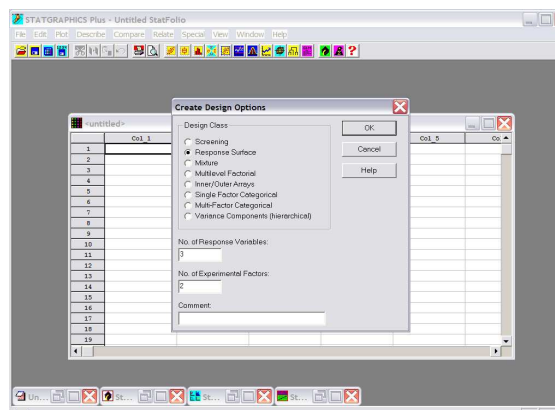 STATGRAPHICS Plus - Untitled StatFolio
File Edit Plot Describe Compare Relate Special View Window Help
<untitled>
Col_1
Col_5
Co
1
2
3
4
5
6
7
8
9
10
11
12
13
14
15
16
17
18
19
Create Design Options
Design Class
Screening
Response Surface
Mixture
Multilevel Factorial
Inner/Outer Arrays
Single Factor Categorical
Multi-Factor Categorical
Variance Components (hierarchical)
OK
Cancel
Help
No. of Response Variables:
3
No. of Experimental Factors:
2
Comment:
Un...
St...
St...
St...